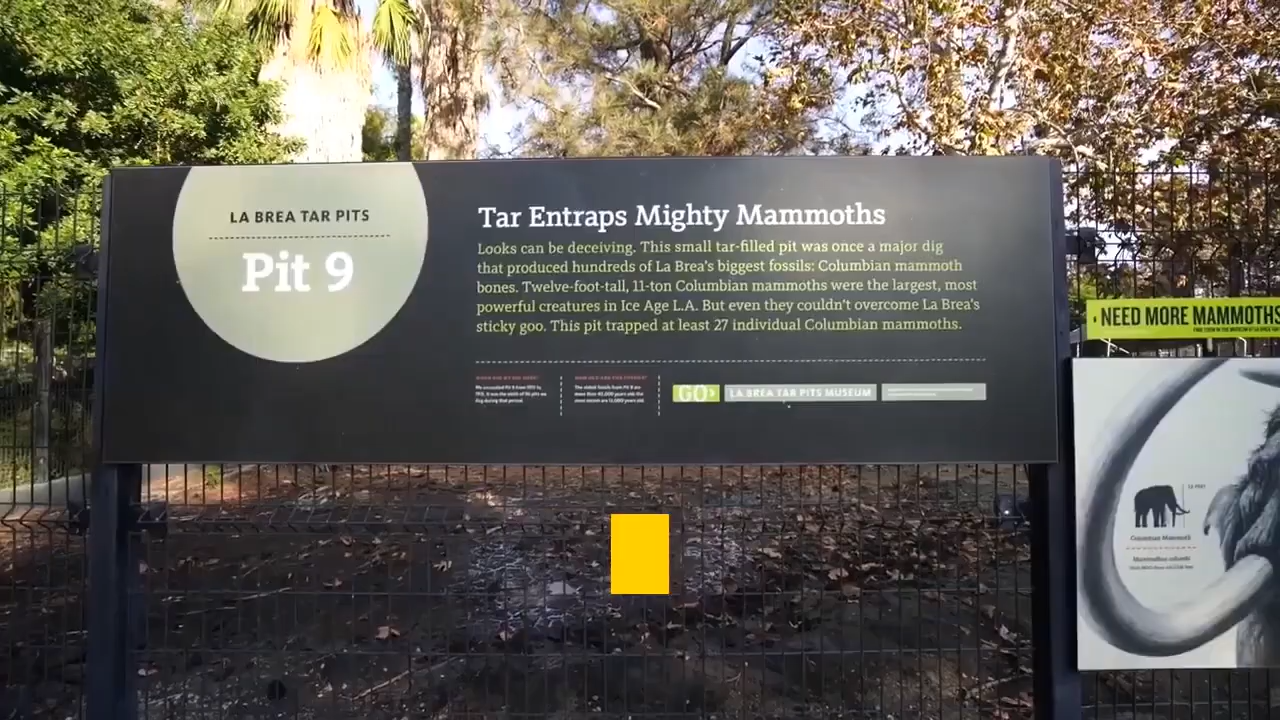 LA BREA TAR PITS
Pit 9
Tar Entraps Mighty Mammoths
Looks can be deceiving. This small tar-filled pit was once a major dig
that produced hundreds of La Brea's biggest fossils: Columbian mammoth
bones. Twelve-foot-tall, 11-ton Columbian mammoths were the largest, most
powerful creatures in Ice Age L.A. But even they couldn't overcome La Brea's
sticky goo. This pit trapped at least 27 individual Columbian mammoths.
GO›
LA BREA TAR PITS MUSEUM
NEED MORE MAMMOTHS
Columbian Mammoth